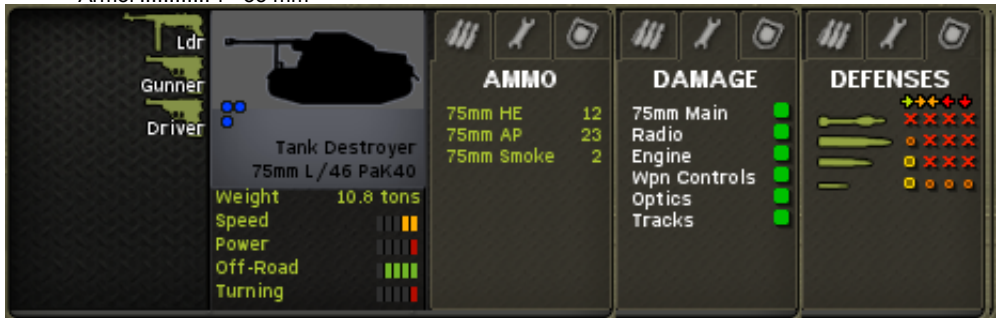 Ldr
Gunner
Driver
Tank Destroyer
75mm L/46 PaK40
Weight 10.8 tons
Speed
Power
Off-Road
Turning
AMMO
75mm HE 12
75mm AP 23
75mm Smoke 2
DAMAGE
75mm Main
Radio
Engine
Wpn Controls
Optics
Tracks
DEFENSES